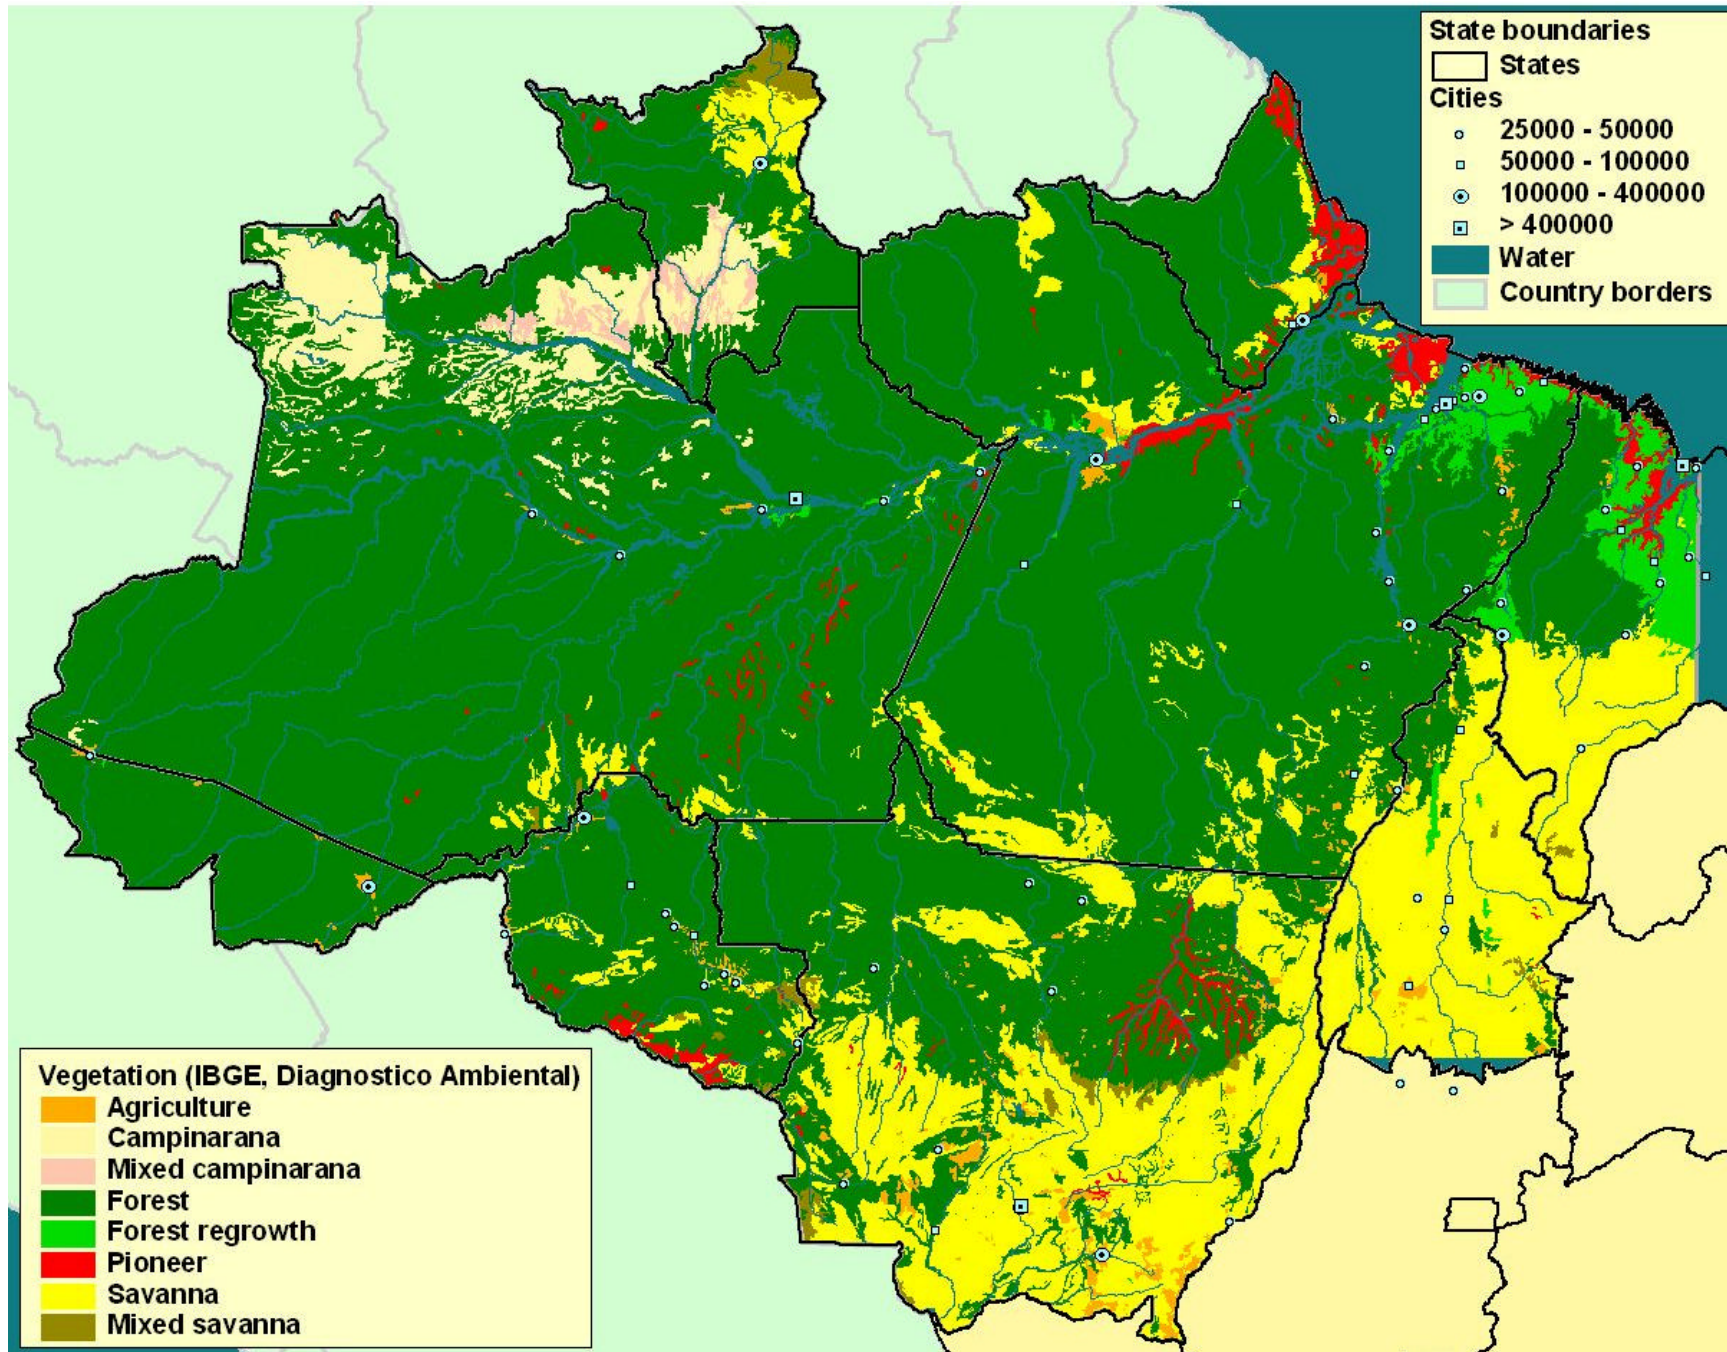 State boundaries
States
Cities
25000 - 50000
50000 - 100000
100000 - 400000
> 400000
Water
Country borders
Vegetation (IBGE, Diagnostico Ambiental)
Agriculture
Campinarana
Mixed campinarana
Forest
Forest regrowth
Pioneer
Savanna
Mixed savanna